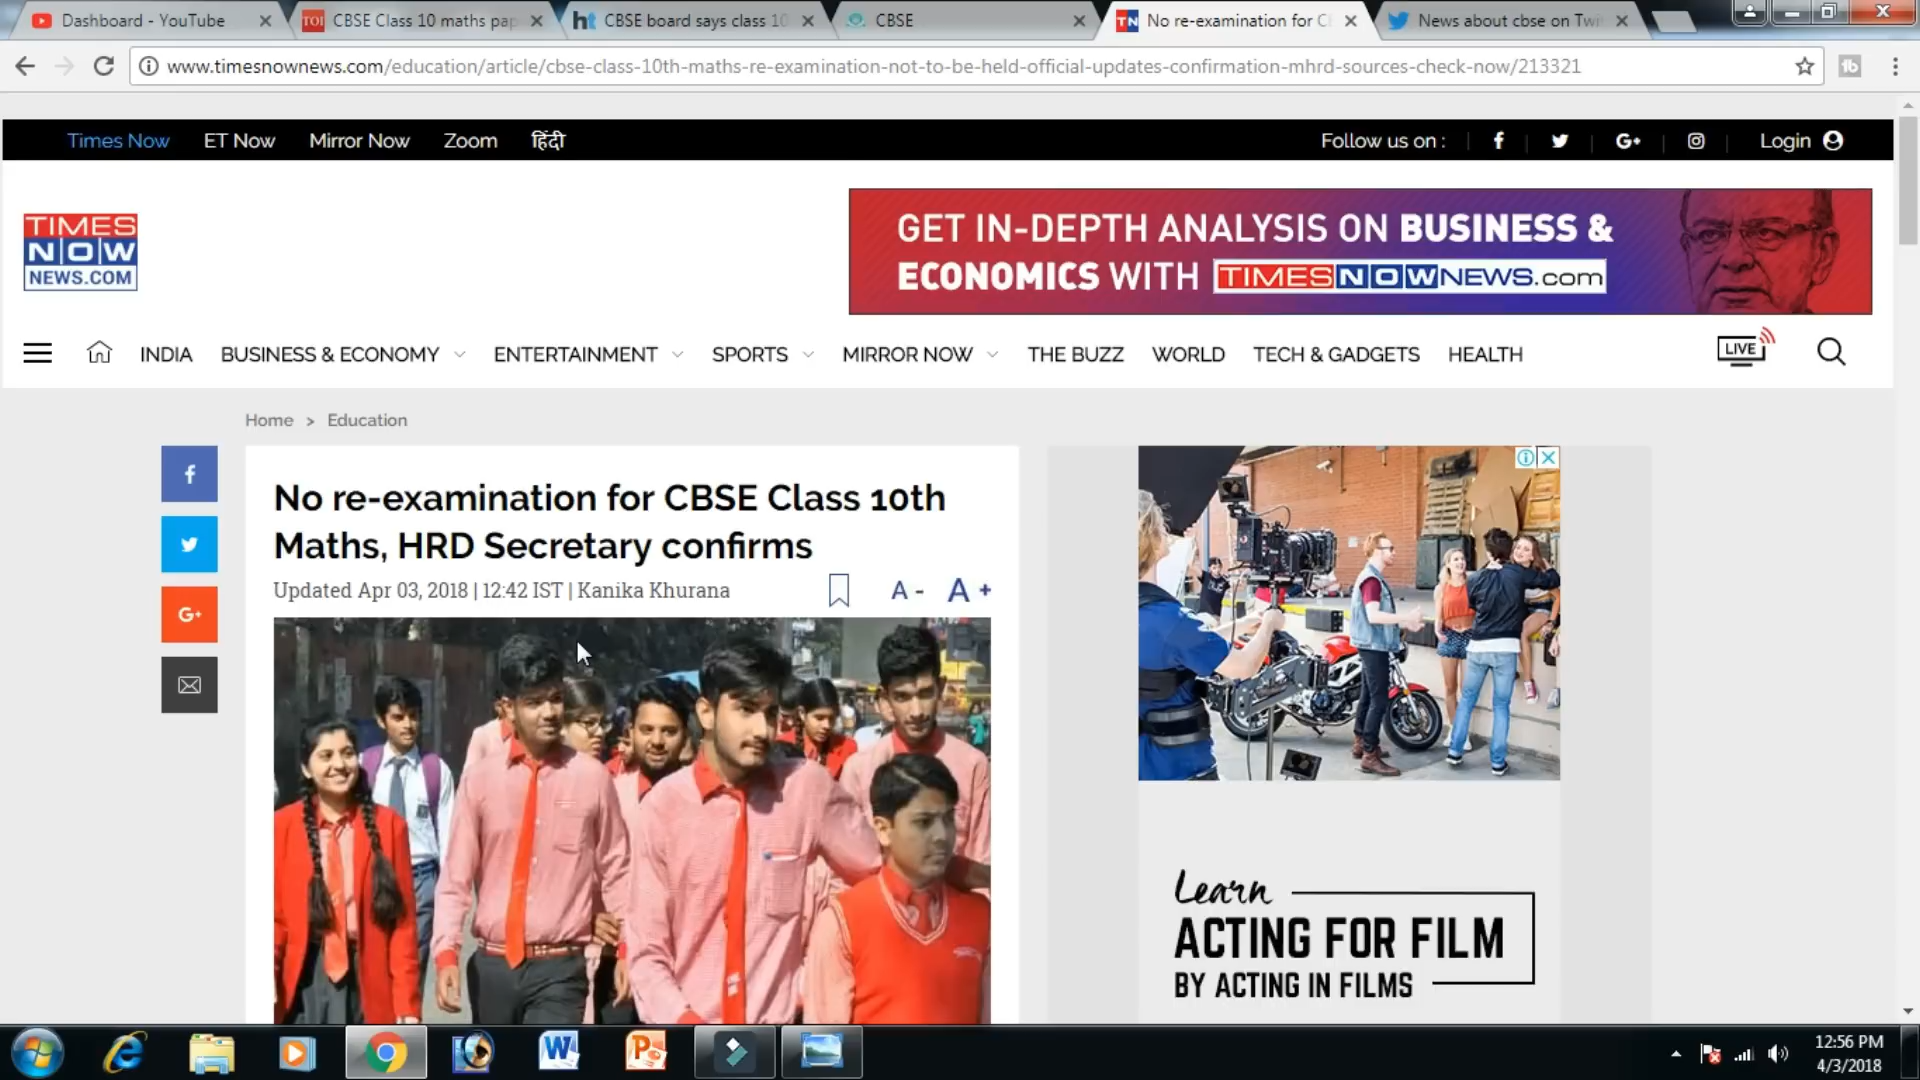 Dashboard - YouTube
CBSE Class 10 maths pap
CBSE board says class 10
CBSE
No re-examination for C
News about cbse on Twi
www.timesnownews.com/education/article/cbse-class-10th-maths-re-examination-not-to-be-held-official-updates-confirmation-mhrd-sources-check-now/213321
Times Now ET Now Mirror Now Zoom हिंदी Follow us on : Login
TIMES
NOW
NEWS.COM
GET IN-DEPTH ANALYSIS ON BUSINESS &
ECONOMICS WITH TIMESNOWNEWS.com
INDIA BUSINESS & ECONOMY ENTERTAINMENT SPORTS MIRROR NOW THE BUZZ WORLD TECH & GADGETS HEALTH LIVE
Home > Education
No re-examination for CBSE Class 10th
Maths, HRD Secretary confirms
Updated Apr 03, 2018 | 12:42 IST | Kanika Khurana A - A +
Learn
ACTING FOR FILM
BY ACTING IN FILMS
12:56 PM
4/3/2018